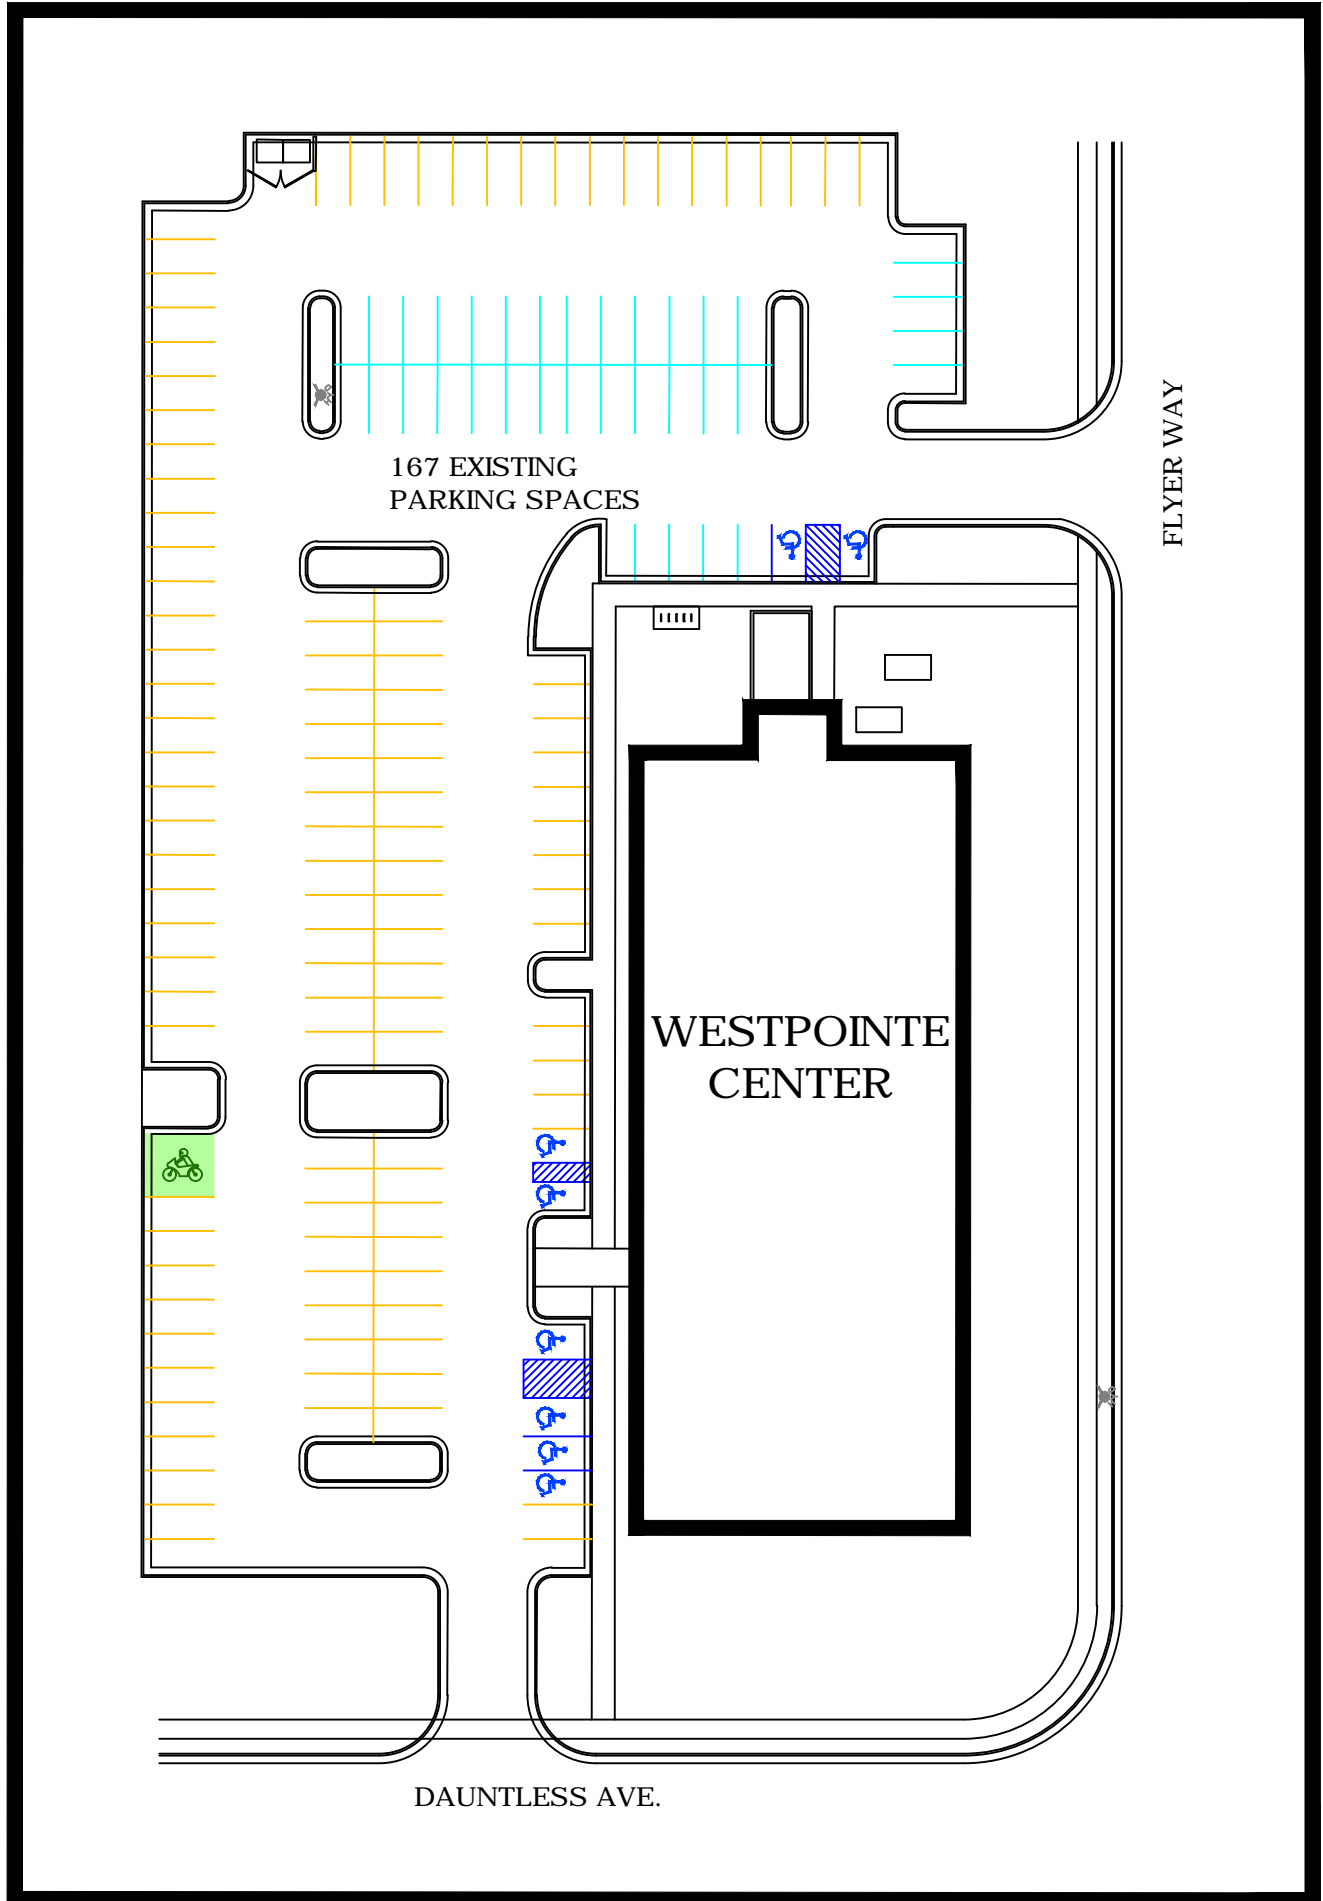 167 EXISTING
PARKING SPACES
FLYER WAY
WESTPOINTE
CENTER
DAUNTLESS AVE.